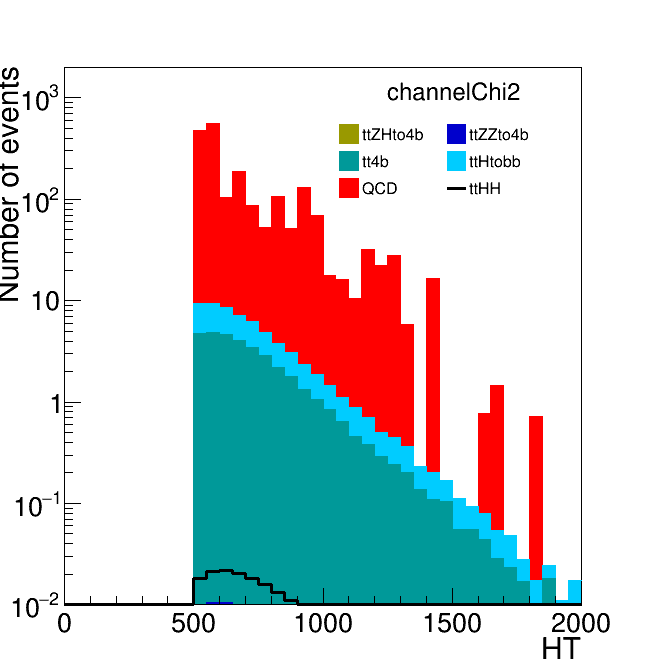 channelChi2
ttZHto4b ttZZto4b
tt4b ttHtobb
QCD ttHH
Number of events
10³
10²
10
1
10⁻¹
10⁻²
0 500 1000 1500 2000
HT